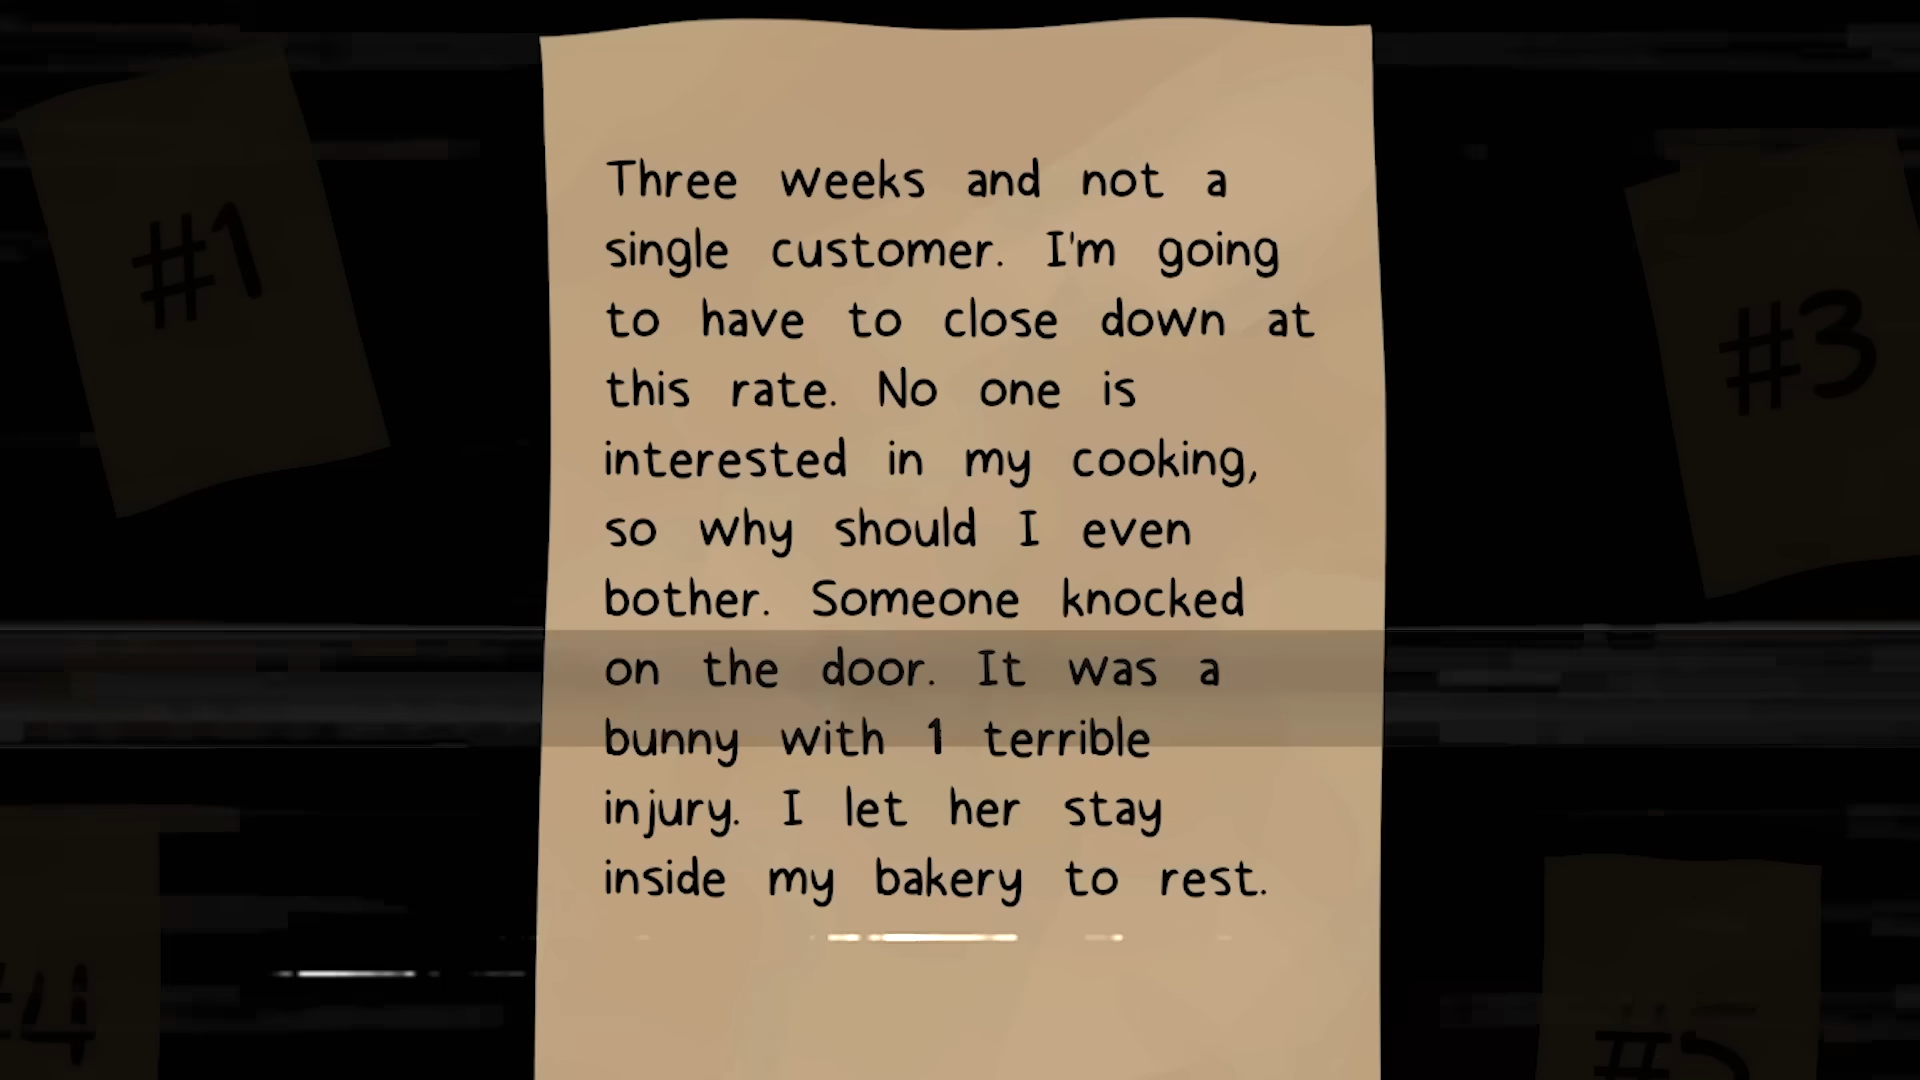 #1
#3
Three weeks and not a
single customer. I'm going
to have to close down at
this rate. No one is
interested in my cooking,
so why should I even
bother. Someone knocked
on the door. It was a
bunny with 1 terrible
injury. I let her stay
inside my bakery to rest.
#4
#5